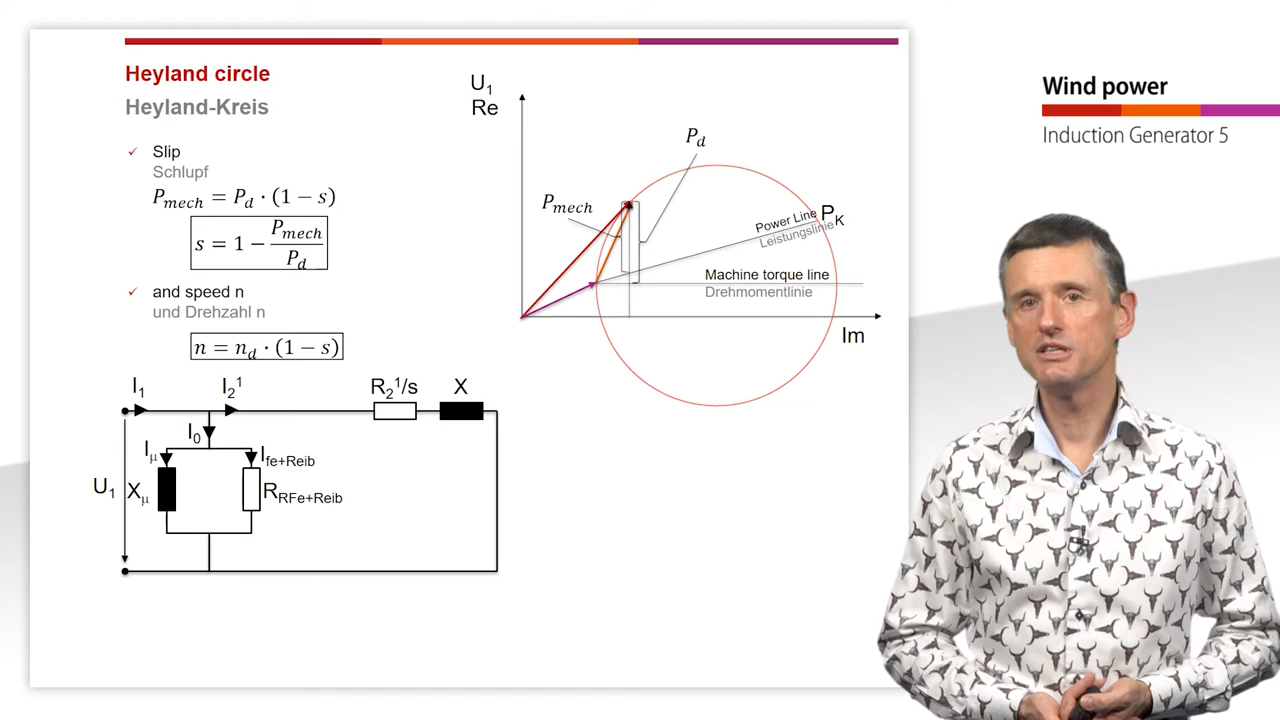 Heyland circle
Heyland-Kreis
Slip
Schlupf
P_mech = P_d · (1 − s)
s = 1 − P_mech / P_d
and speed n
und Drehzahl n
n = n_d · (1 − s)
I₁
I₂¹
R₂¹/s
X
I₀
I_μ
I_fe+Reib
U₁
X_μ
R_RFe+Reib
U₁
Re
P_d
P_mech
Power Line
Leistungslinie
P_K
Machine torque line
Drehmomentlinie
Im
Wind power
Induction Generator 5